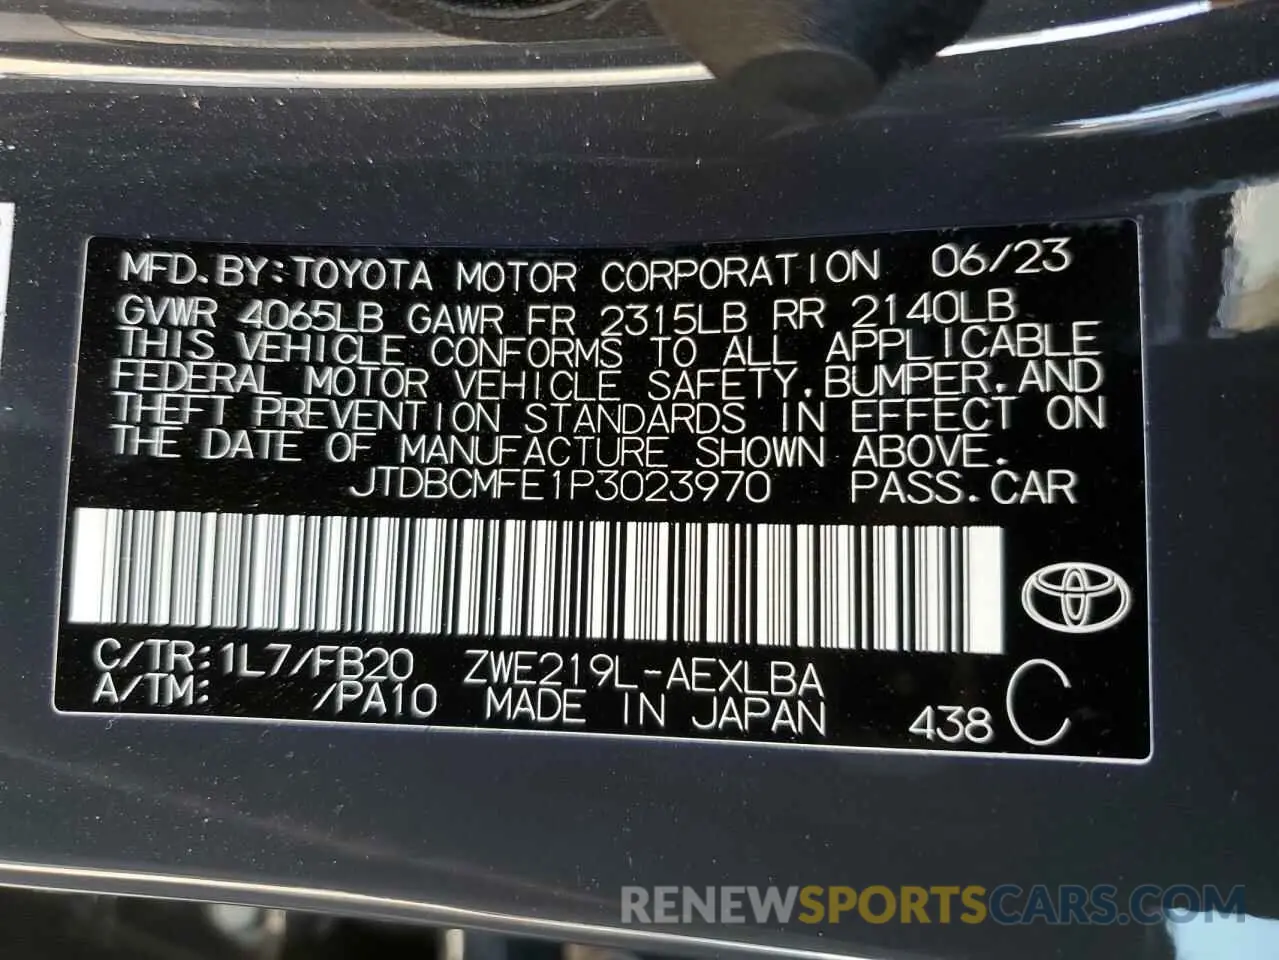 MFD. BY: TOYOTA MOTOR CORPORATION 06/23
GVWR 4065LB GAWR FR 2315LB RR 2140LB
THIS VEHICLE CONFORMS TO ALL APPLICABLE
FEDERAL MOTOR VEHICLE SAFETY, BUMPER, AND
THEFT PREVENTION STANDARDS IN EFFECT ON
THE DATE OF MANUFACTURE SHOWN ABOVE.
JTDBCMFE1P3023970 PASS. CAR
C/TR: 1L7/FB20 ZWE219L-AEXLBA
A/TM: /PA10 MADE IN JAPAN 438 C
RENEWSPORTSCARS.COM